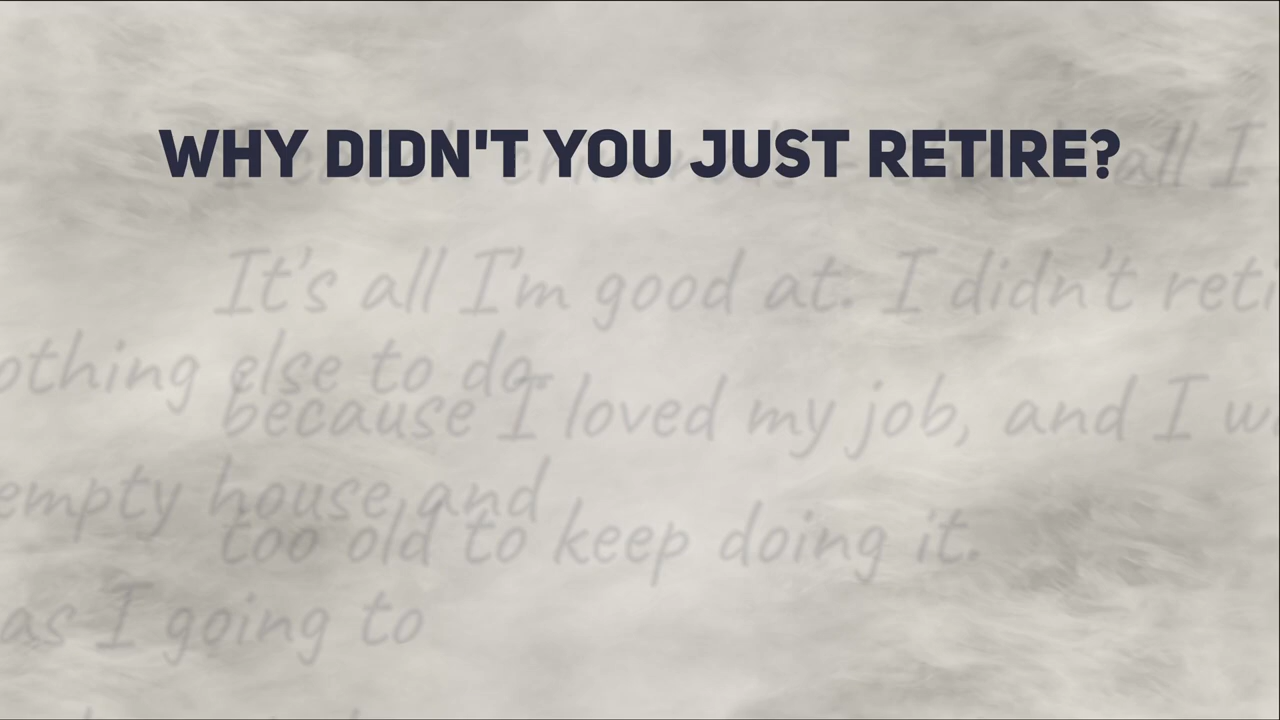 WHY DIDN'T YOU JUST RETIRE?
all I
It's all I'm good at. I didn't reti
othing else to do.
because I loved my job, and I w
empty house and
too old to keep doing it.
as I going to